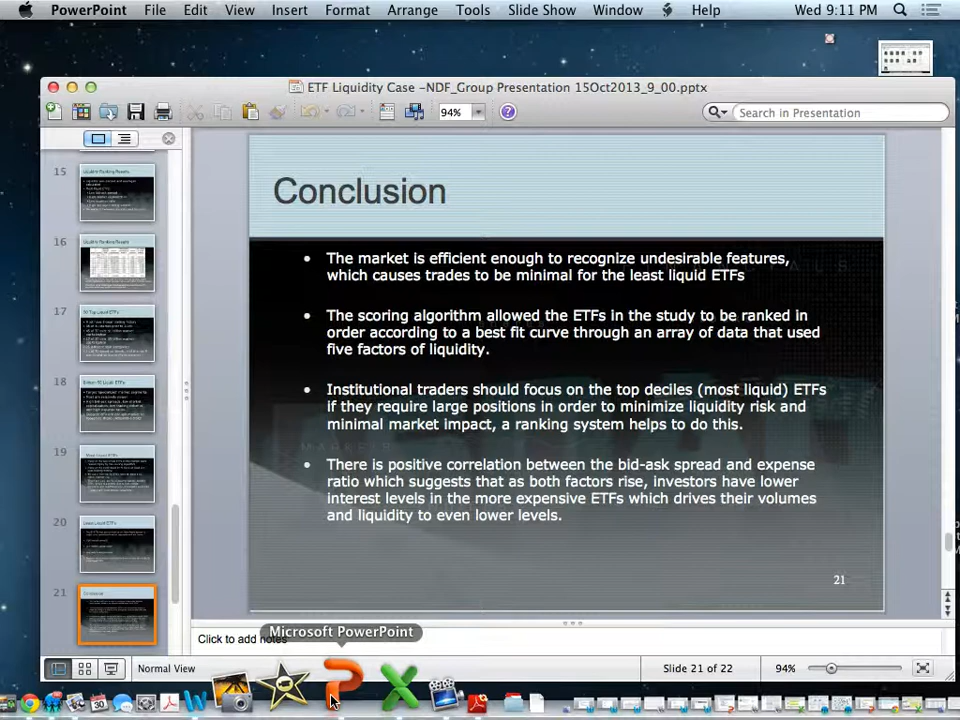 PowerPoint File Edit View Insert Format Arrange Tools Slide Show Window Help Wed 9:11 PM
ETF Liquidity Case –NDF_Group Presentation 15Oct2013_9_00.pptx
94% Search in Presentation
15
16
17
18
19
20
21
Conclusion
• The market is efficient enough to recognize undesirable features,
which causes trades to be minimal for the least liquid ETFs
• The scoring algorithm allowed the ETFs in the study to be ranked in
order according to a best fit curve through an array of data that used
five factors of liquidity.
• Institutional traders should focus on the top deciles (most liquid) ETFs
if they require large positions in order to minimize liquidity risk and
minimal market impact, a ranking system helps to do this.
• There is positive correlation between the bid-ask spread and expense
ratio which suggests that as both factors rise, investors have lower
interest levels in the more expensive ETFs which drives their volumes
and liquidity to even lower levels.
21
Click to add notes
Microsoft PowerPoint
Normal View Slide 21 of 22 94%